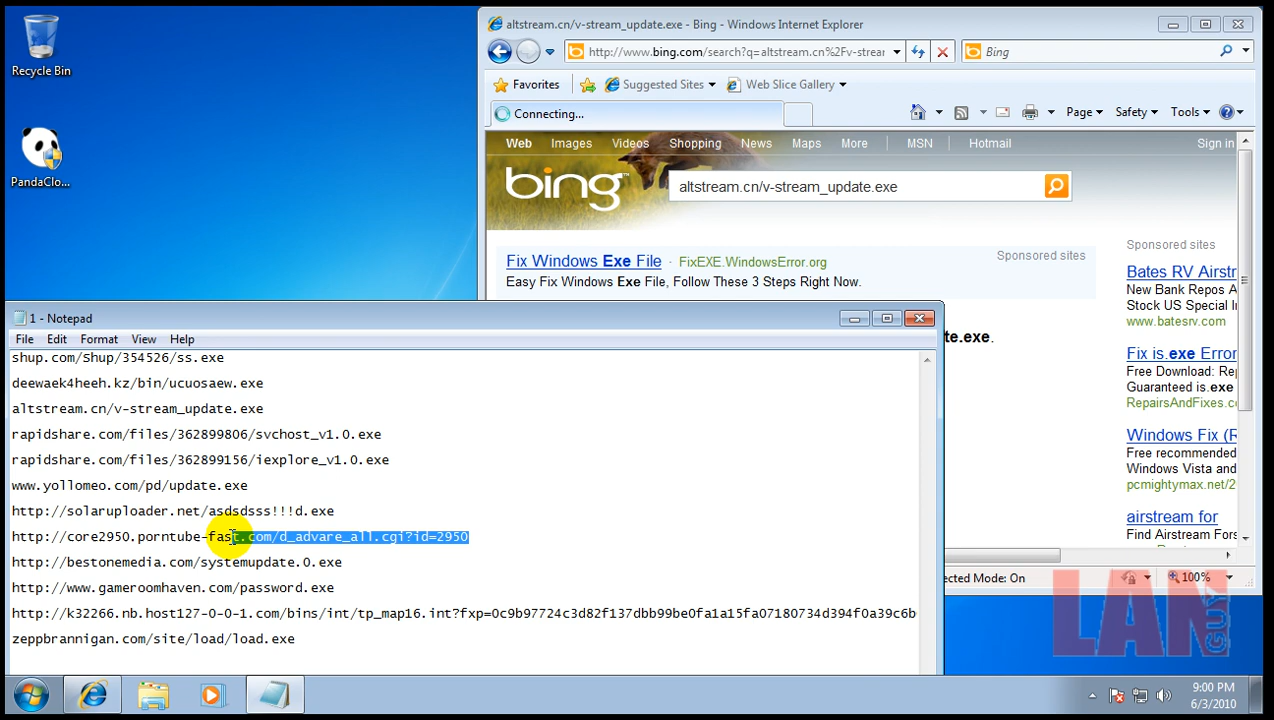 Recycle Bin
PandaClo...
altstream.cn/v-stream_update.exe - Bing - Windows Internet Explorer
http://www.bing.com/search?q=altstream.cn%2Fv-strear
Bing
Favorites
Suggested Sites
Web Slice Gallery
Connecting...
Page
Safety
Tools
Web
Images
Videos
Shopping
News
Maps
More
MSN
Hotmail
Sign in
bing
altstream.cn/v-stream_update.exe
Sponsored sites
Fix Windows Exe File · FixEXE.WindowsError.org
Easy Fix Windows Exe File, Follow These 3 Steps Right Now.
te.exe.
Sponsored sites
Bates RV Airstr
New Bank Repos A
Stock US Special I
www.batesrv.com
Fix is.exe Error
Free Download: Rep
Guaranteed is.exe
RepairsAndFixes.c
Windows Fix (R
Free recommended
Windows Vista and
pcmightymax.net/2
airstream for
Find Airstream For
ected Mode: On
100%
1 - Notepad
File Edit Format View Help
shup.com/Shup/354526/ss.exe
deewaek4heeh.kz/bin/ucuosaew.exe
altstream.cn/v-stream_update.exe
rapidshare.com/files/362899806/svchost_v1.0.exe
rapidshare.com/files/362899156/iexplore_v1.0.exe
www.yollomeo.com/pd/update.exe
http://solaruploader.net/asdsdsss!!!d.exe
http://core2950.porntube-fast.com/d_advare_all.cgi?id=2950
http://bestonemedia.com/systemupdate.0.exe
http://www.gameroomhaven.com/password.exe
http://k32266.nb.host127-0-0-1.com/bins/int/tp_map16.int?fxp=0c9b97724c3d82f137dbb99be0fa1a15fa07180734d394f0a39c6b
zeppbrannigan.com/site/load/load.exe
LAN GUY
9:00 PM
6/3/2010